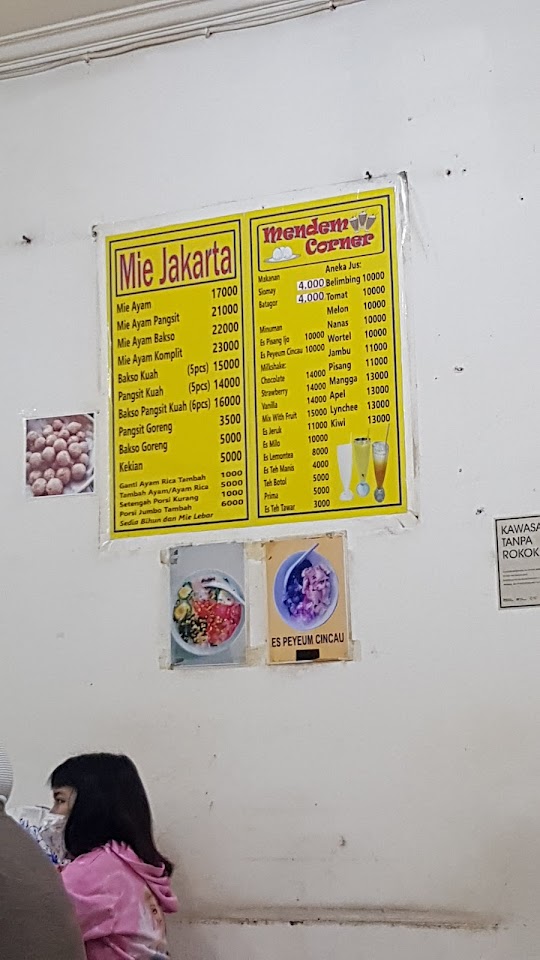 Mie Jakarta
Mie Ayam 17000
Mie Ayam Pangsit 21000
Mie Ayam Bakso 22000
Mie Ayam Komplit 23000
Bakso Kuah (5pcs) 15000
Pangsit Kuah (5pcs) 14000
Bakso Pangsit Kuah (6pcs) 16000
Pangsit Goreng 3500
Bakso Goreng 5000
Kekian 5000
Ganti Ayam Rica Tambah 1000
Tambah Ayam/Ayam Rica 5000
Setengah Porsi Kurang 1000
Porsi Jumbo Tambah 6000
Sedia Bihun dan Mie Lebar
Mendem
Corner
Makanan
Siomay 4.000
Batagor 4,000
Minuman
Es Pisang Ijo 10000
Es Peyeum Cincau 10000
Milkshake:
Chocolate 14000
Strawberry 14000
Vanilla 14000
Mix With Fruit 15000
Es Jeruk 11000
Es Milo 10000
Es Lemontea 8000
Es Teh Manis 4000
Teh Botol 5000
Prima 5000
Es Teh Tawar 3000
Aneka Jus:
Belimbing 10000
Tomat 10000
Melon 10000
Nanas 10000
Wortel 10000
Jambu 11000
Pisang 11000
Mangga 13000
Apel 13000
Lynchee 13000
Kiwi 13000
ES PEYEUM CINCAU
KAWASA
TANPA
ROKOK